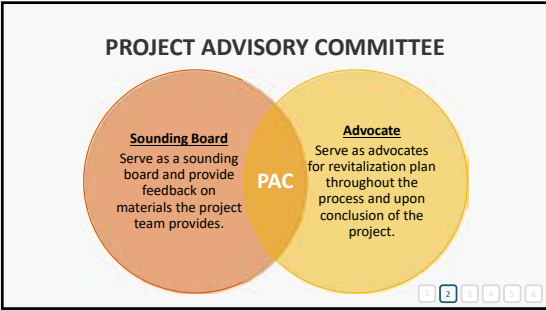 PROJECT ADVISORY COMMITTEE
Sounding Board
Serve as a sounding
board and provide
feedback on
materials the project
team provides.
PAC
Advocate
Serve as advocates
for revitalization plan
throughout the
process and upon
conclusion of the
project.
1 2 3 4 5 6